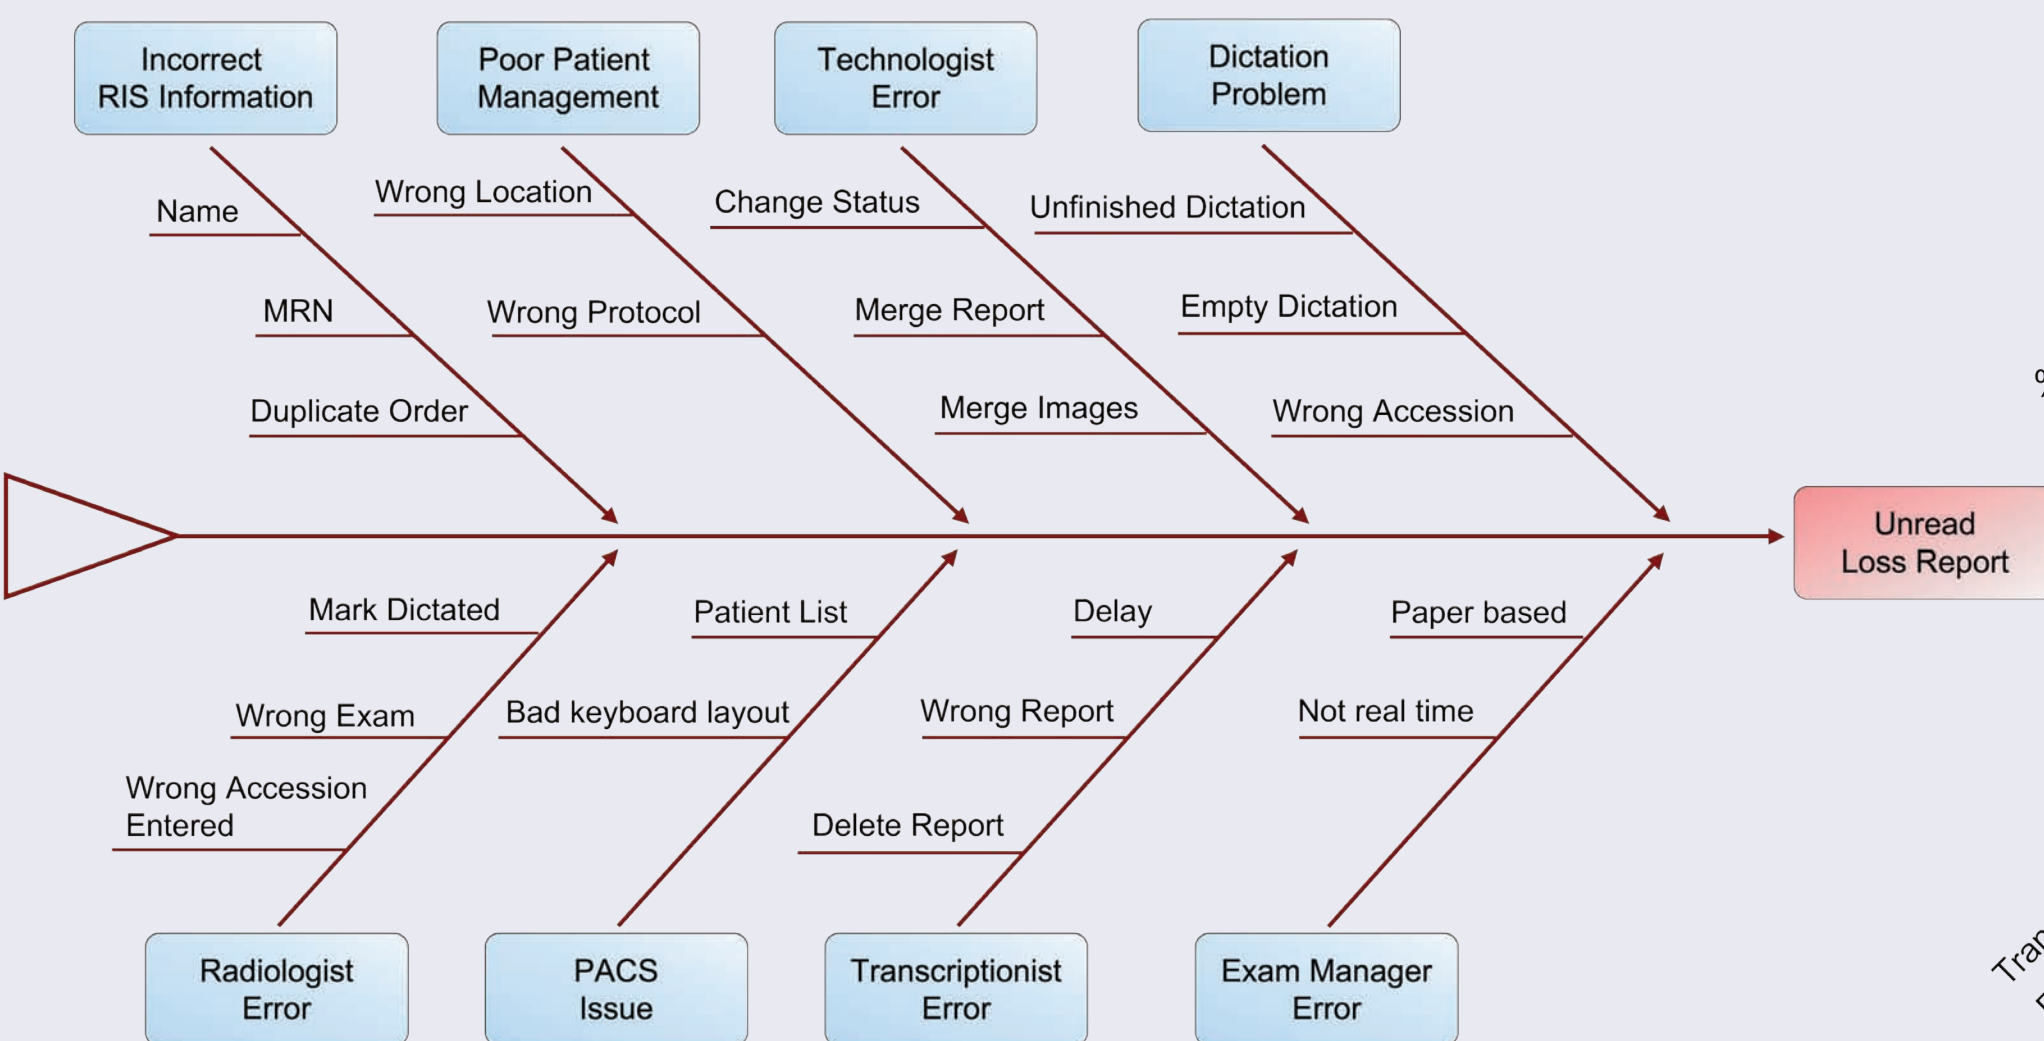 Incorrect
RIS Information
Poor Patient
Management
Technologist
Error
Dictation
Problem
Name
MRN
Duplicate Order
Wrong Location
Wrong Protocol
Change Status
Merge Report
Merge Images
Unfinished Dictation
Empty Dictation
Wrong Accession
%
Unread
Loss Report
Mark Dictated
Wrong Exam
Wrong Accession
Entered
Patient List
Bad keyboard layout
Delay
Wrong Report
Delete Report
Paper based
Not real time
Radiologist
Error
PACS
Issue
Transcriptionist
Error
Exam Manager
Error